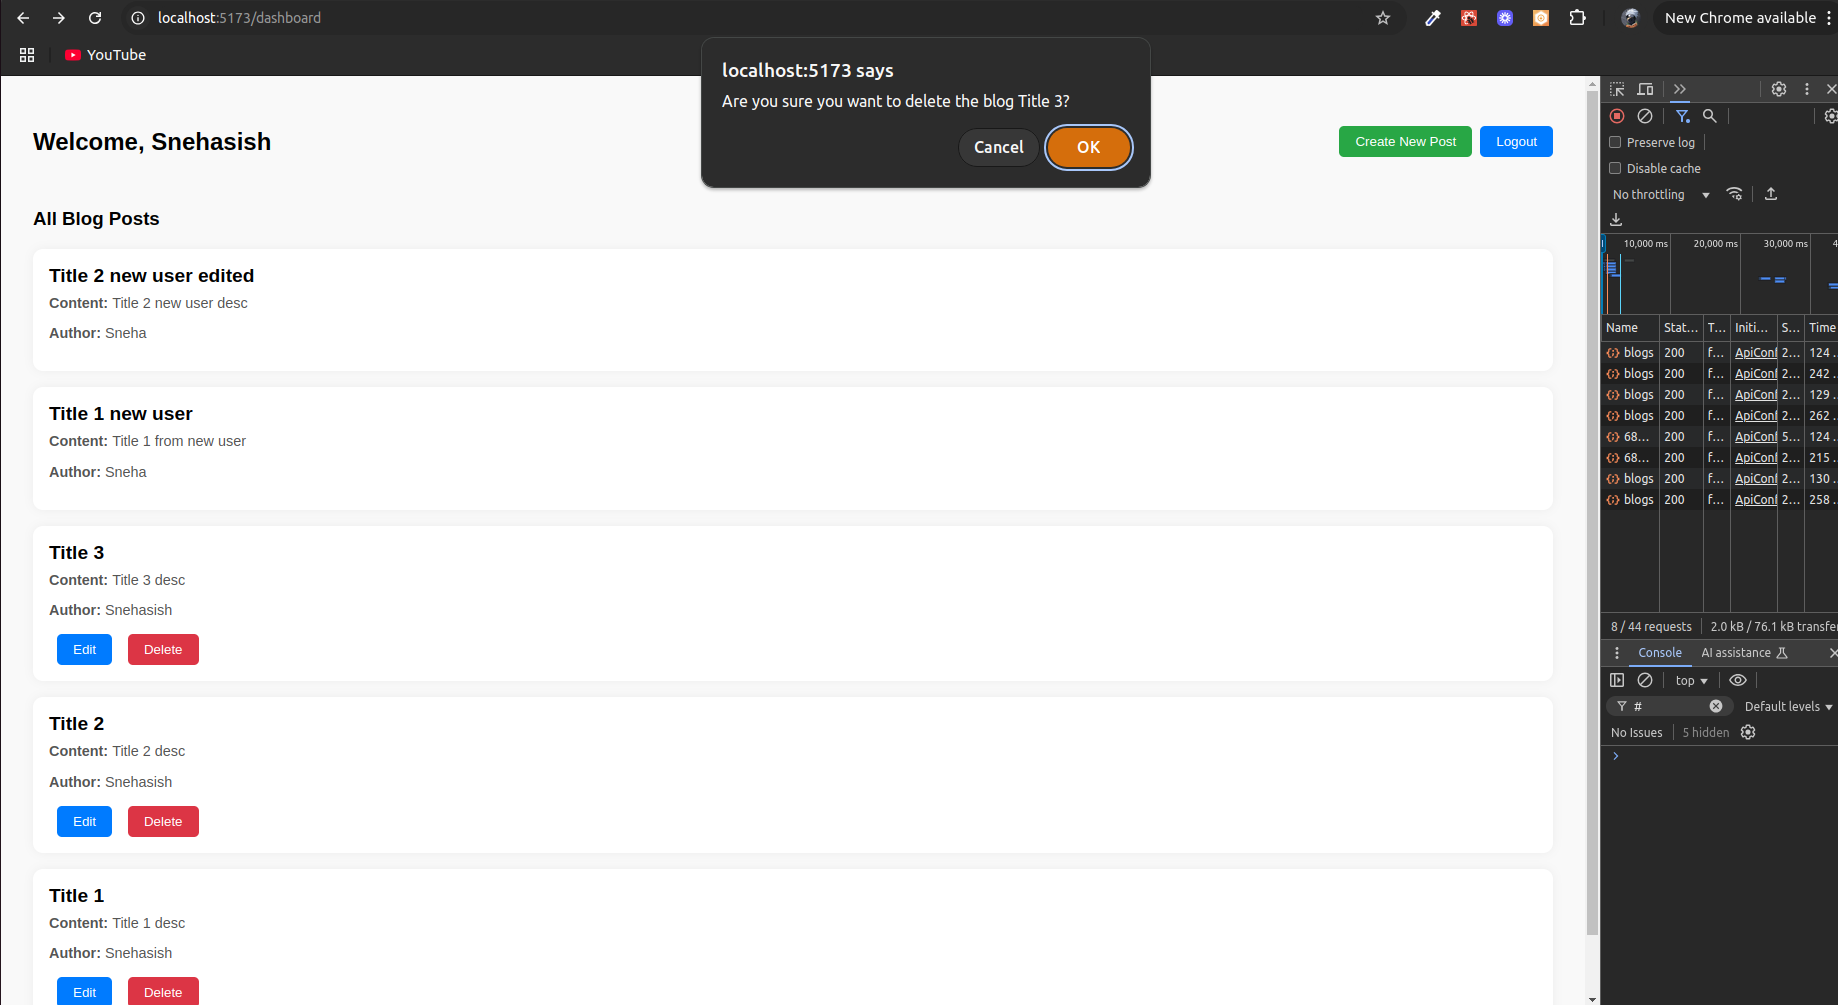 localhost:5173/dashboard
New Chrome available
YouTube
localhost:5173 says
Are you sure you want to delete the blog Title 3?
Cancel
OK
Welcome, Snehasish
Create New Post
Logout
All Blog Posts
Title 2 new user edited
Content: Title 2 new user desc
Author: Sneha
Title 1 new user
Content: Title 1 from new user
Author: Sneha
Title 3
Content: Title 3 desc
Author: Snehasish
Edit
Delete
Title 2
Content: Title 2 desc
Author: Snehasish
Edit
Delete
Title 1
Content: Title 1 desc
Author: Snehasish
Edit
Delete
Preserve log
Disable cache
No throttling
10,000 ms 20,000 ms 30,000 ms 4
Name Stat... T... Initi... S... Time
blogs 200 f... ApiConf 2... 124 ..
blogs 200 f... ApiConf 2... 242 ..
blogs 200 f... ApiConf 2... 129 ..
blogs 200 f... ApiConf 2... 262 ..
68... 200 f... ApiConf 5... 124 ..
68... 200 f... ApiConf 2... 215 ..
blogs 200 f... ApiConf 2... 130 ..
blogs 200 f... ApiConf 2... 258 ..
8 / 44 requests 2.0 kB / 76.1 kB transfer
Console AI assistance
top
#
Default levels
No Issues 5 hidden